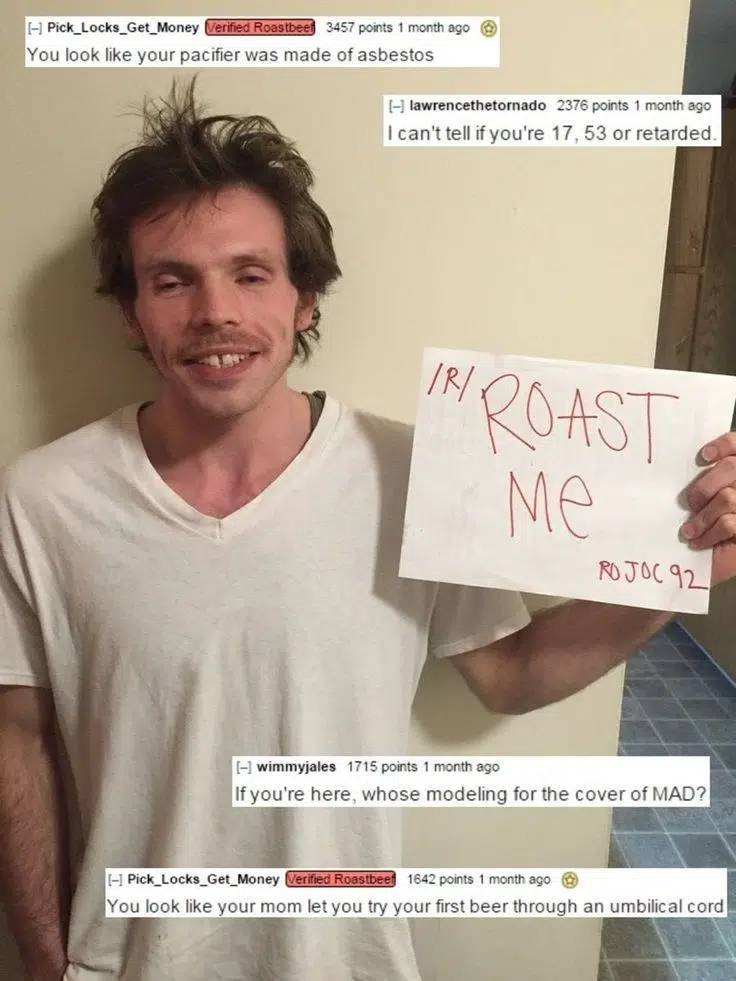 [-] Pick_Locks_Get_Money Verified Roastbeef 3457 points 1 month ago
You look like your pacifier was made of asbestos
[-] lawrencethetornado 2376 points 1 month ago
I can't tell if you're 17, 53 or retarded.
/R/ ROAST
Me
ROJOC92
[-] wimmyjales 1715 points 1 month ago
If you're here, whose modeling for the cover of MAD?
[-] Pick_Locks_Get_Money Verified Roastbeef 1642 points 1 month ago
You look like your mom let you try your first beer through an umbilical cord